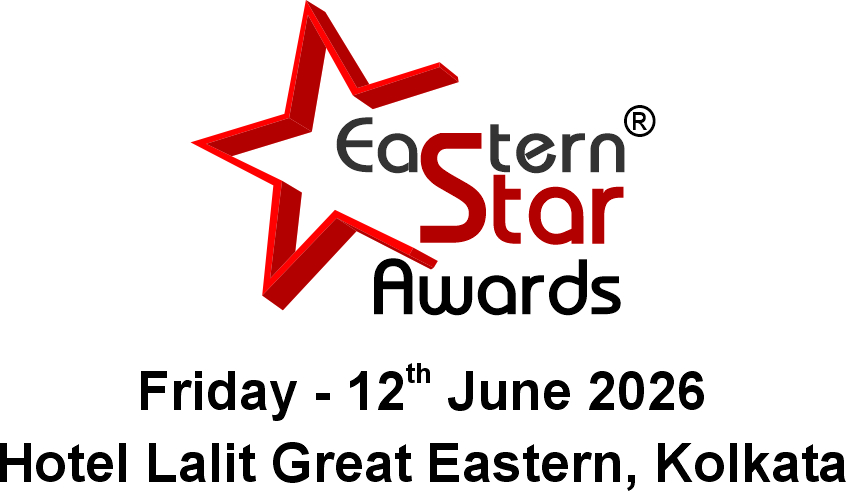 Eastern®
Star
Awards
Friday - 12th June 2026
Hotel Lalit Great Eastern, Kolkata